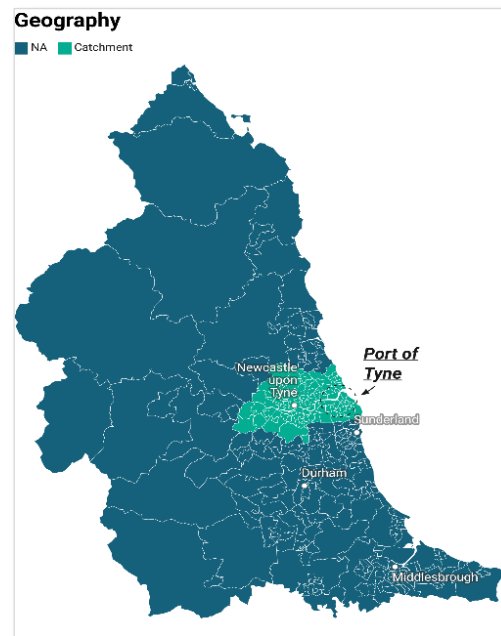 Geography
NA Catchment
Newcastle
upon
Tyne
Port of
Tyne
Sunderland
Durham
Middlesbrough